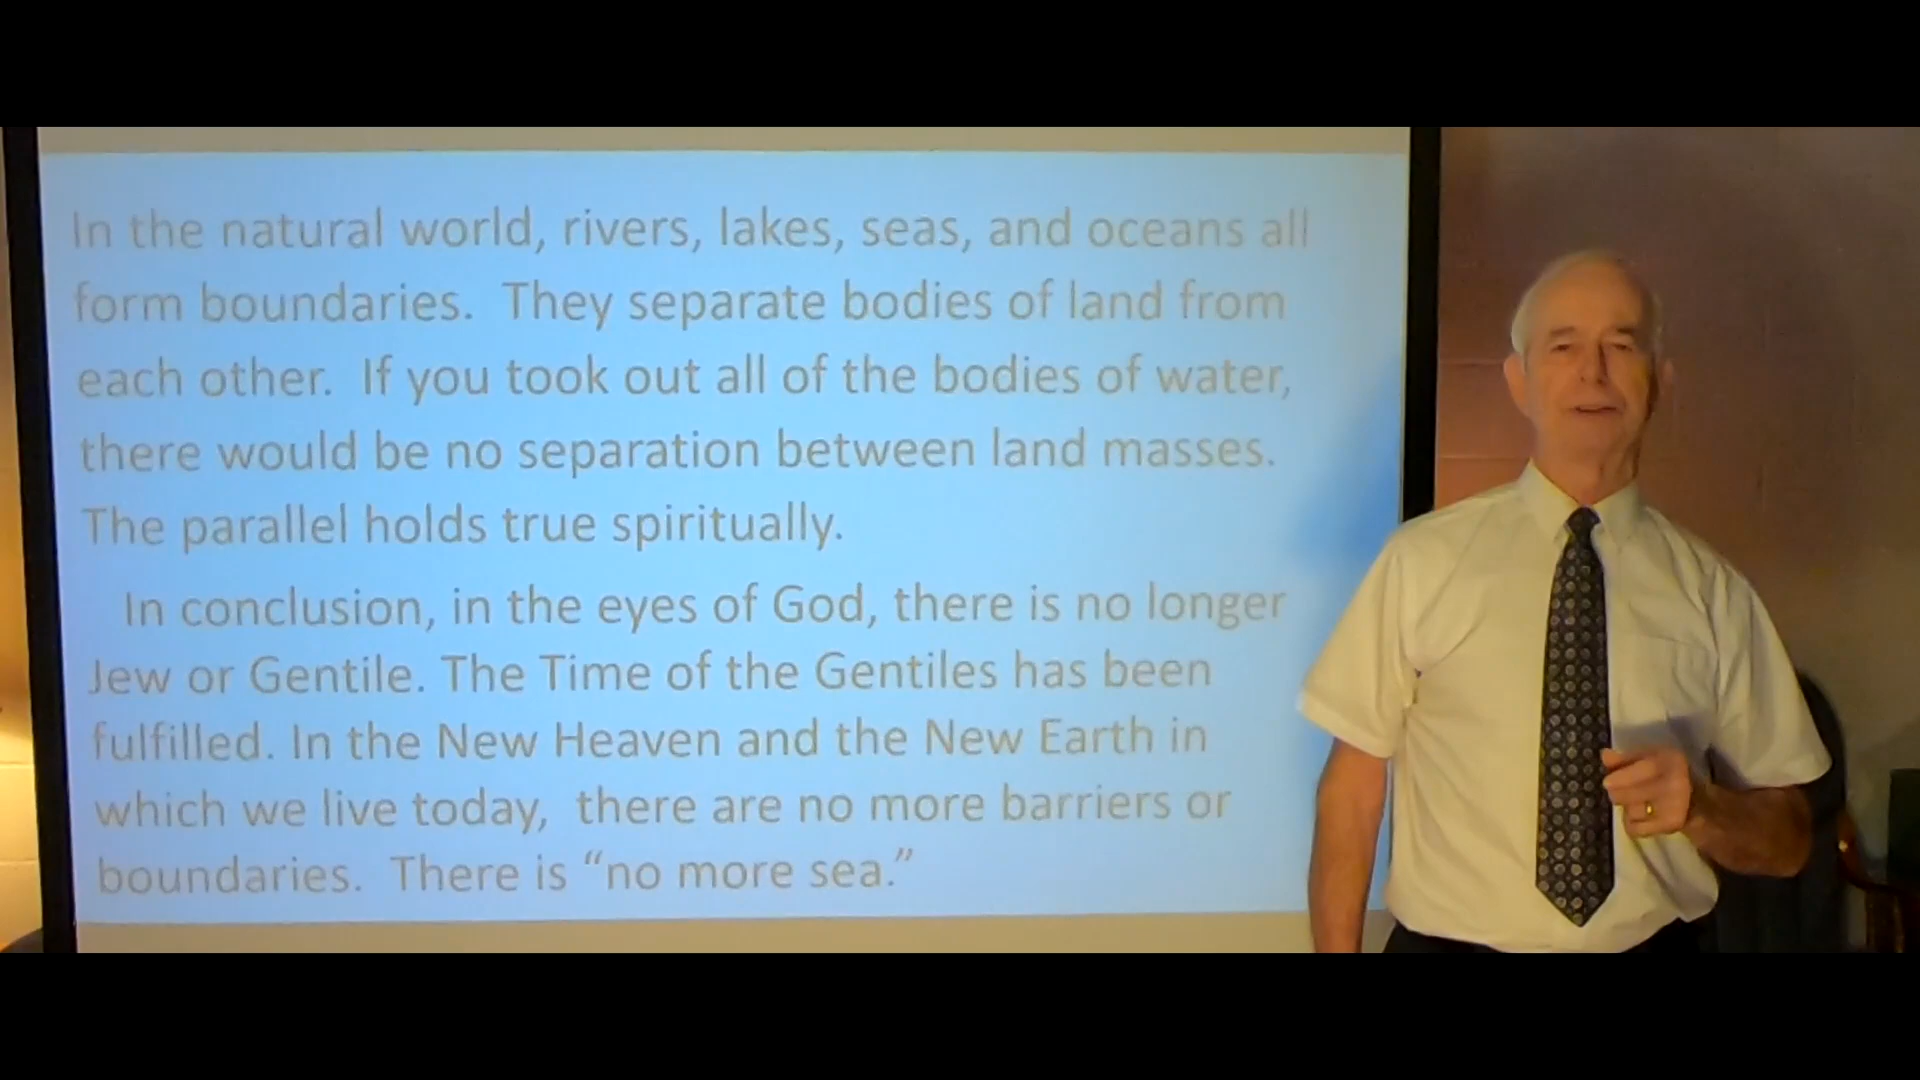 In the natural world, rivers, lakes, seas, and oceans all
form boundaries. They separate bodies of land from
each other. If you took out all of the bodies of water,
there would be no separation between land masses.
The parallel holds true spiritually.
In conclusion, in the eyes of God, there is no longer
Jew or Gentile. The Time of the Gentiles has been
fulfilled. In the New Heaven and the New Earth in
which we live today, there are no more barriers or
boundaries. There is “no more sea.”